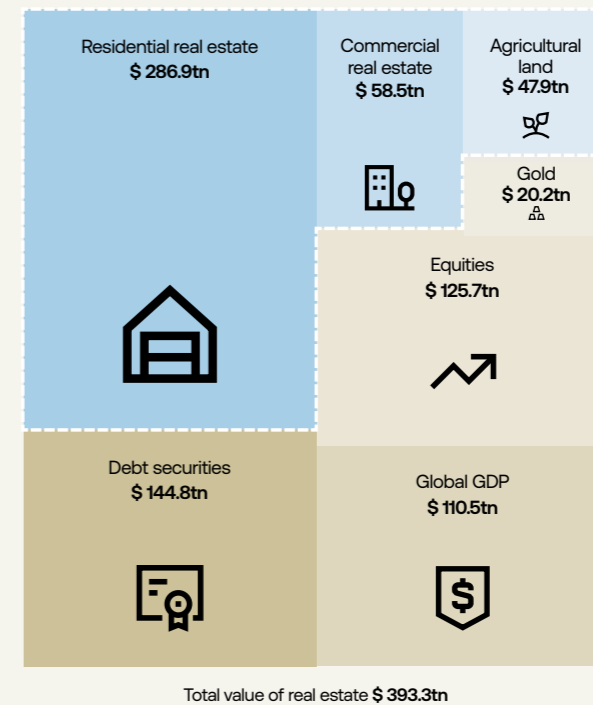 Residential real estate
$ 286.9tn
Commercial
real estate
$ 58.5tn
Agricultural
land
$ 47.9tn
Gold
$ 20.2tn
Equities
$ 125.7tn
Debt securities
$ 144.8tn
Global GDP
$ 110.5tn
$
Total value of real estate $ 393.3tn